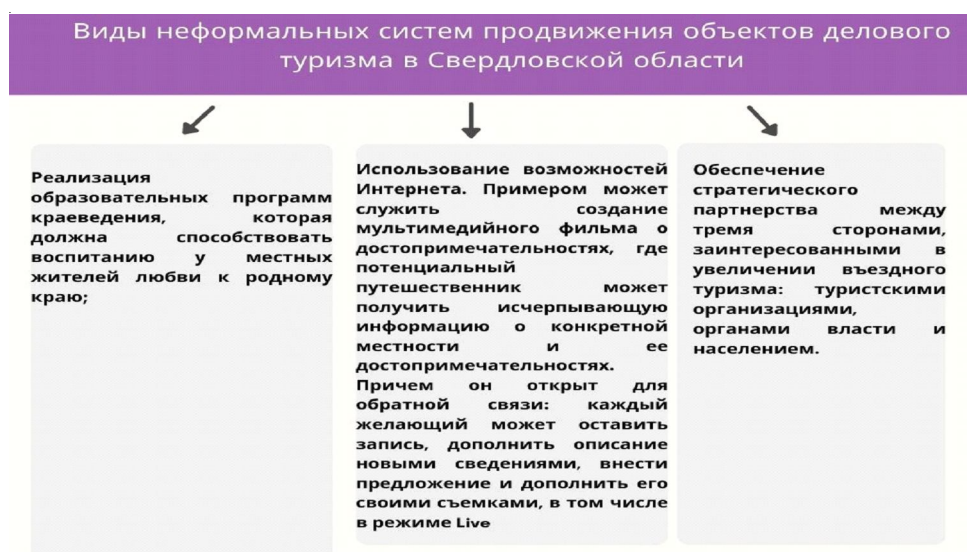 Виды неформальных систем продвижения объектов делового
туризма в Свердловской области
Реализация
образовательных программ
краеведения, которая
должна способствовать
воспитанию у местных
жителей любви к родному
краю;
Использование возможностей
Интернета. Примером может
служить создание
мультимедийного фильма о
достопримечательностях, где
потенциальный
путешественник может
получить исчерпывающую
информацию о конкретной
местности и ее
достопримечательностях.
Причем он открыт для
обратной связи: каждый
желающий может оставить
запись, дополнить описание
новыми сведениями, внести
предложение и дополнить его
своими съемками, в том числе
в режиме Live
Обеспечение
стратегического
партнерства между
тремя сторонами,
заинтересованными в
увеличении въездного
туризма: туристскими
организациями,
органами власти и
населением.